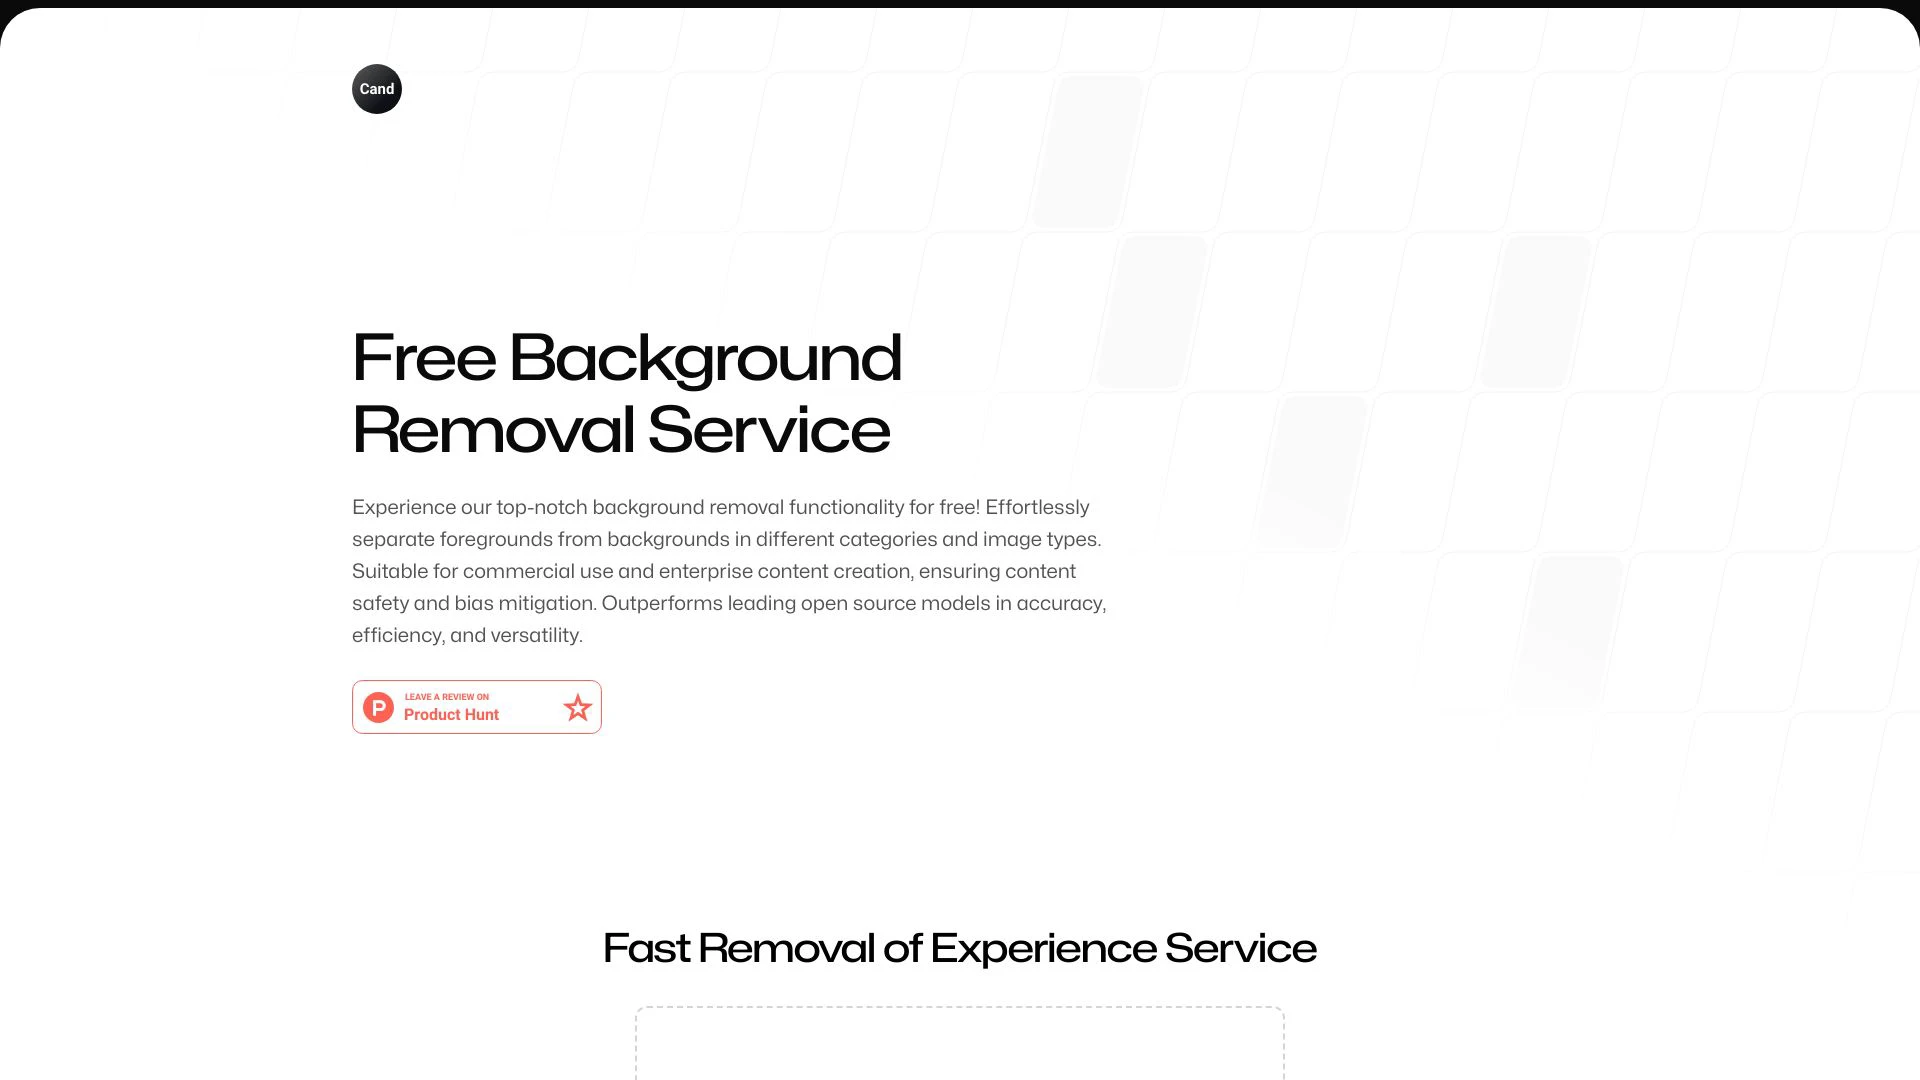 Cand
Free Background
Removal Service
Experience our top-notch background removal functionality for free! Effortlessly
separate foregrounds from backgrounds in different categories and image types.
Suitable for commercial use and enterprise content creation, ensuring content
safety and bias mitigation. Outperforms leading open source models in accuracy,
efficiency, and versatility.
P
LEAVE A REVIEW ON
Product Hunt
Fast Removal of Experience Service